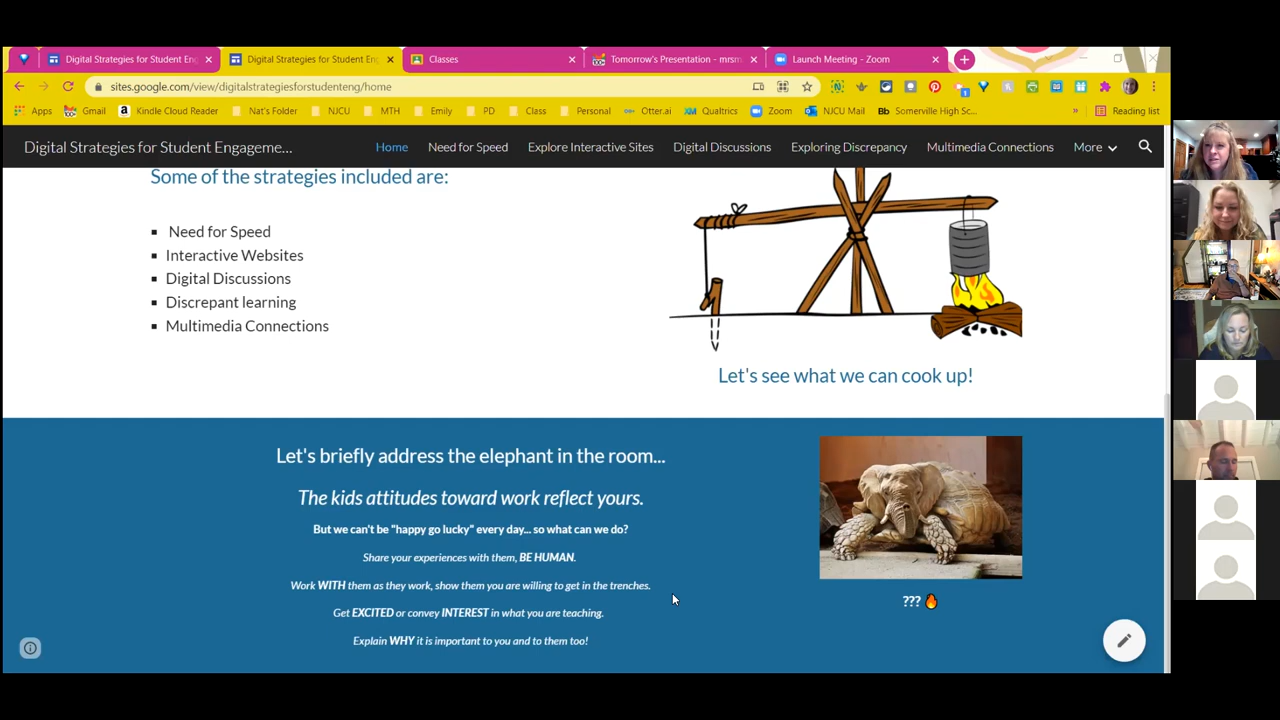 Digital Strategies for Student Eng
Digital Strategies for Student Eng
Classes
Tomorrow's Presentation - mrsm
Launch Meeting - Zoom
sites.google.com/view/digitalstrategiesforstudenteng/home
Apps
Gmail
Kindle Cloud Reader
Nat's Folder
NJCU
MTH
Emily
PD
Class
Personal
Otter.ai
Qualtrics
Zoom
NJCU Mail
Somerville High Sc...
Reading list
Digital Strategies for Student Engageme...
Home
Need for Speed
Explore Interactive Sites
Digital Discussions
Exploring Discrepancy
Multimedia Connections
More
Some of the strategies included are:
Need for Speed
Interactive Websites
Digital Discussions
Discrepant learning
Multimedia Connections
Let's see what we can cook up!
Let's briefly address the elephant in the room...
The kids attitudes toward work reflect yours.
But we can't be "happy go lucky" every day... so what can we do?
Share your experiences with them, BE HUMAN.
Work WITH them as they work, show them you are willing to get in the trenches.
Get EXCITED or convey INTEREST in what you are teaching.
Explain WHY it is important to you and to them too!
??? 🔥